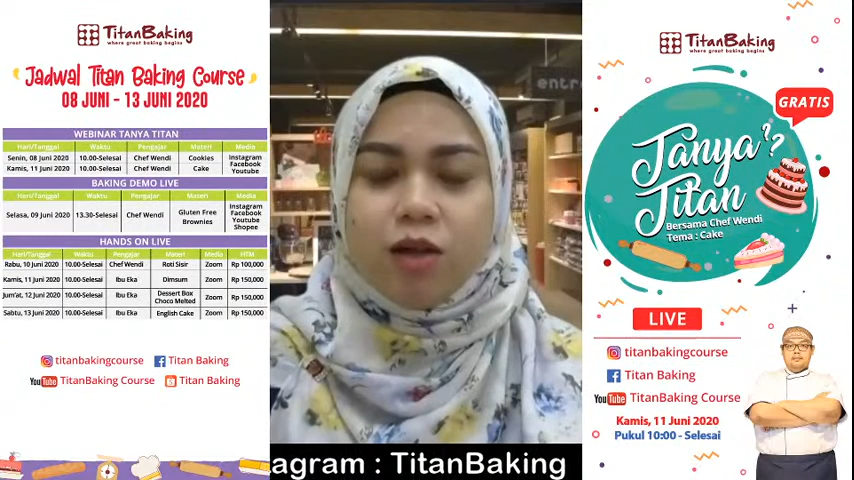 TitanBaking
where great baking begins
Jadwal Titan Baking Course
08 JUNI - 13 JUNI 2020
WEBINAR TANYA TITAN
Hari/Tanggal Waktu Pengajar Materi Media
Senin, 08 Juni 2020 10.00-Selesai Chef Wendi Cookies Instagram Facebook Youtube
Kamis, 11 Juni 2020 10.00-Selesai Chef Wendi Cake
BAKING DEMO LIVE
Hari/Tanggal Waktu Pengajar Materi Media
Selasa, 09 Juni 2020 13.30-Selesai Chef Wendi Gluten Free Brownies Instagram Facebook Youtube Shopee
HANDS ON LIVE
Hari/Tanggal Waktu Pengajar Materi Media HTM
Rabu, 10 Juni 2020 10.00-Selesai Chef Wendi Roti Sisir Zoom Rp 100,000
Kamis, 11 Juni 2020 10.00-Selesai Ibu Eka Dimsum Zoom Rp 150,000
Jum'at, 12 Juni 2020 10.00-Selesai Ibu Eka Dessert Box Choco Melted Zoom Rp 150,000
Sabtu, 13 Juni 2020 10.00-Selesai Ibu Eka English Cake Zoom Rp 150,000
titanbakingcourse Titan Baking
YouTube TitanBaking Course Titan Baking
entr
agram : TitanBaking
TitanBaking
where great baking begins
GRATIS
Tanya ?
Titan
Bersama Chef Wendi
Tema : Cake
LIVE
titanbakingcourse
Titan Baking
YouTube TitanBaking Course
Kamis, 11 Juni 2020
Pukul 10:00 - Selesai